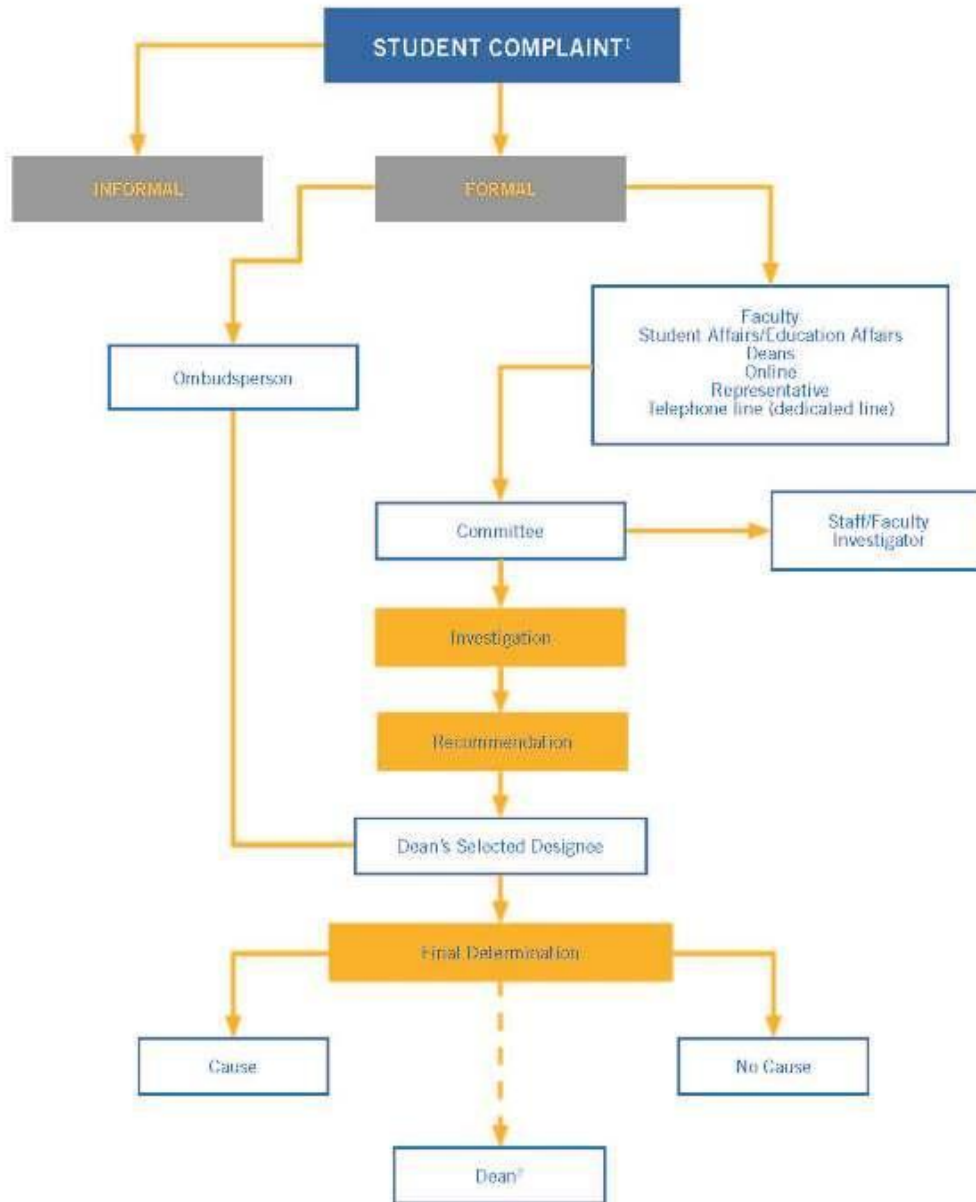 STUDENT COMPLAINT¹
INFORMAL
FORMAL
Faculty
Student Affairs/Education Affairs
Deans
Online
Representative
Telephone line (dedicated line)
Ombudsperson
Committee
Staff/Faculty
Investigator
Investigation
Recommendation
Dean's Selected Designee
Final Determination
Cause
No Cause
Dean²